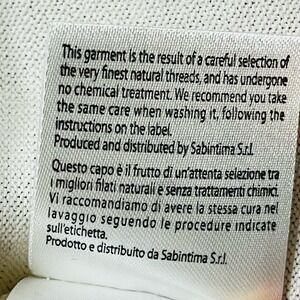 This garment is the result of a careful selection of
the very finest natural threads, and has undergone
no chemical treatment. We recommend you take
the same care when washing it, following the
instructions on the label.
Produced and distributed by Sabintima S.r.l.
Questo capo è il frutto di un'attenta selezione tra
i migliori filati naturali e senza trattamenti chimici.
Vi raccomandiamo di avere la stessa cura nel
lavaggio seguendo le procedure indicate
sull'etichetta.
Prodotto e distribuito da Sabintima S.r.l.